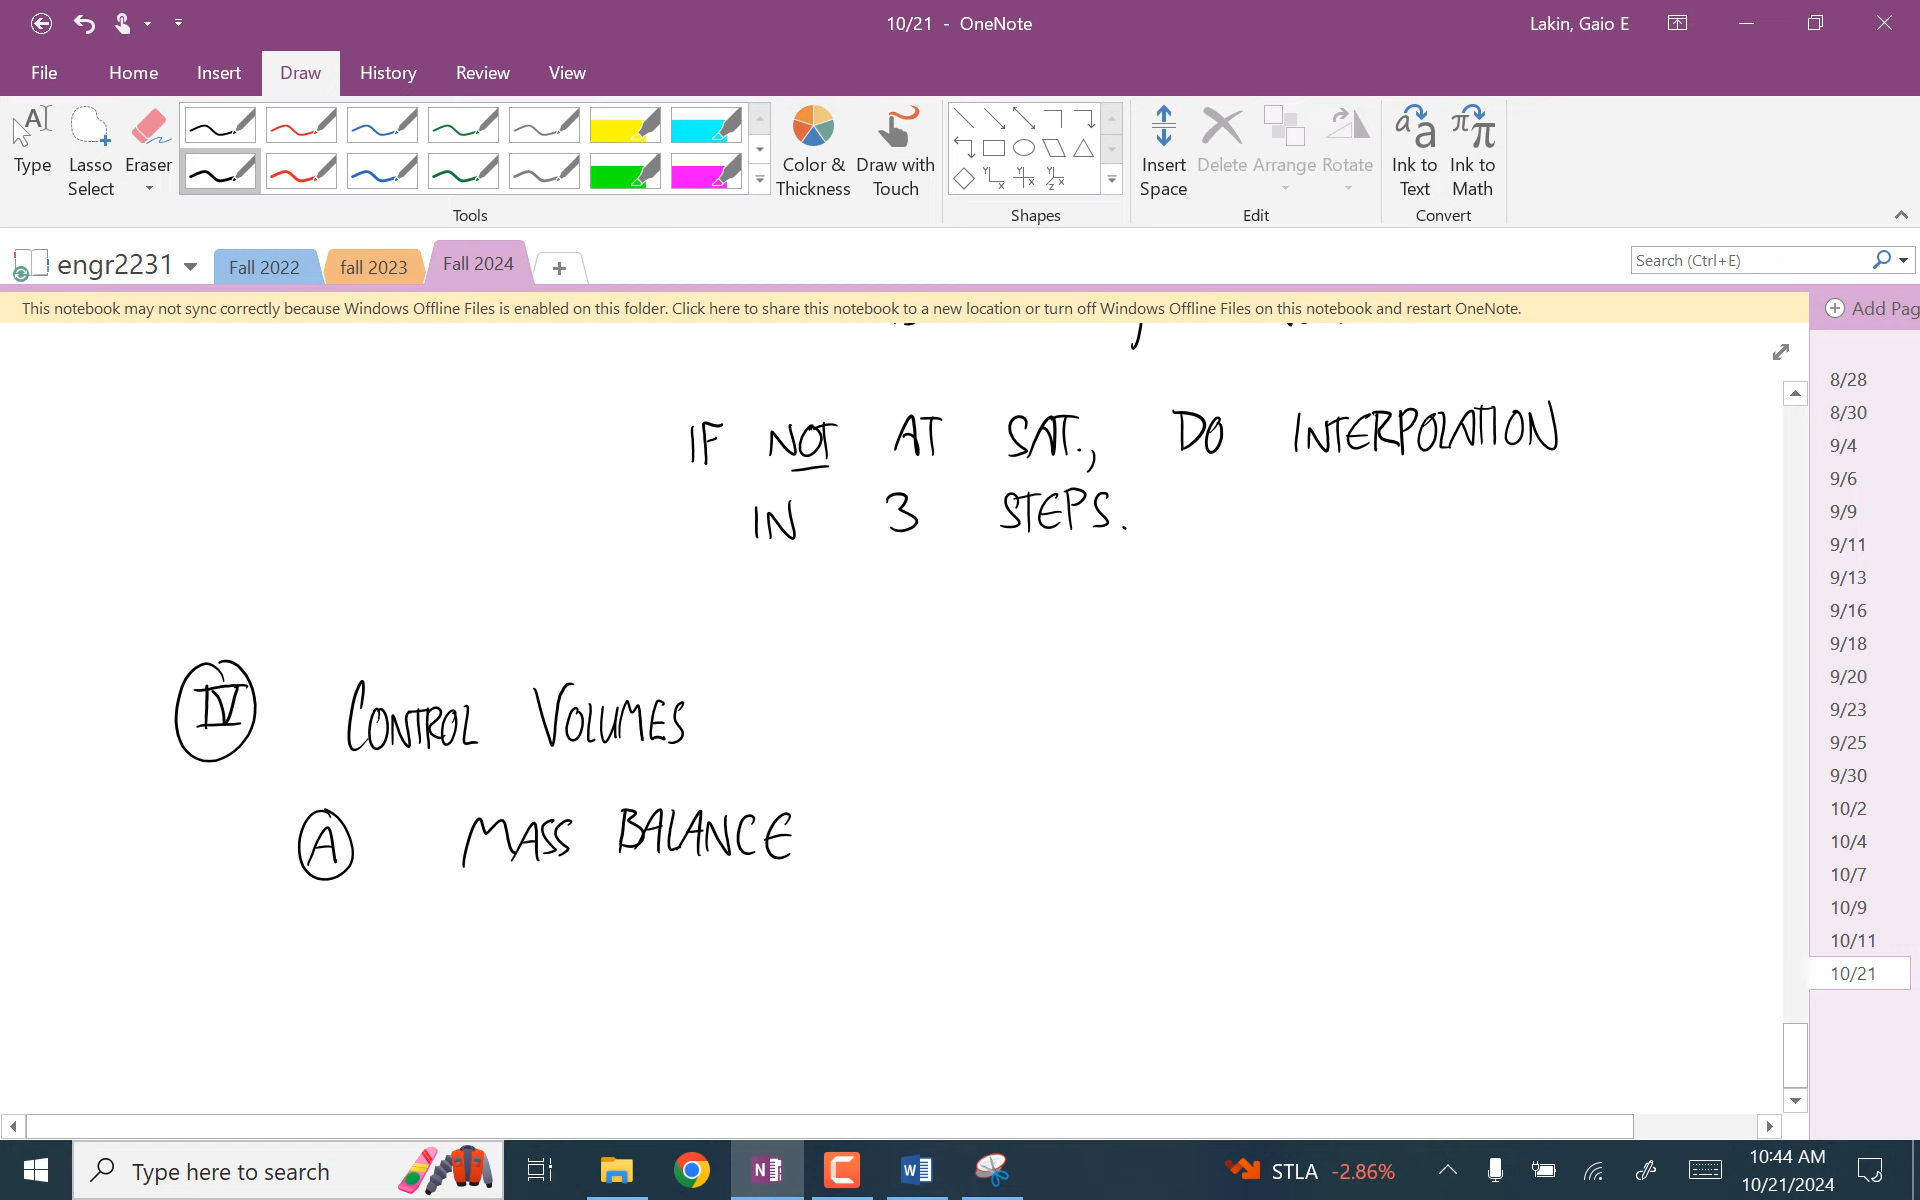 10/21 - OneNote
Lakin, Gaio E
File Home Insert Draw History Review View
Type
Lasso Select
Eraser
Color & Thickness
Draw with Touch
Insert Space
Delete
Arrange
Rotate
Ink to Text
Ink to Math
Tools
Shapes
Edit
Convert
engr2231
Fall 2022
fall 2023
Fall 2024
Search (Ctrl+E)
This notebook may not sync correctly because Windows Offline Files is enabled on this folder. Click here to share this notebook to a new location or turn off Windows Offline Files on this notebook and restart OneNote.
Add Pag
IF NOT AT SAT., DO INTERPOLATION
IN 3 STEPS.
IV CONTROL VOLUMES
A MASS BALANCE
8/28
8/30
9/4
9/6
9/9
9/11
9/13
9/16
9/18
9/20
9/23
9/25
9/30
10/2
10/4
10/7
10/9
10/11
10/21
Type here to search
STLA -2.86%
10:44 AM
10/21/2024